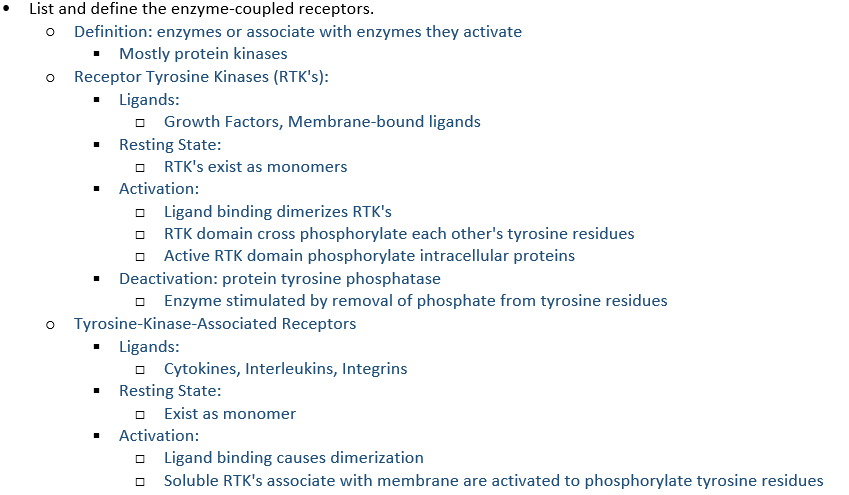 List and define the enzyme-coupled receptors.
Definition: enzymes or associate with enzymes they activate
Mostly protein kinases
Receptor Tyrosine Kinases (RTK's):
Ligands:
Growth Factors, Membrane-bound ligands
Resting State:
RTK's exist as monomers
Activation:
Ligand binding dimerizes RTK's
RTK domain cross phosphorylate each other's tyrosine residues
Active RTK domain phosphorylate intracellular proteins
Deactivation: protein tyrosine phosphatase
Enzyme stimulated by removal of phosphate from tyrosine residues
Tyrosine-Kinase-Associated Receptors
Ligands:
Cytokines, Interleukins, Integrins
Resting State:
Exist as monomer
Activation:
Ligand binding causes dimerization
Soluble RTK's associate with membrane are activated to phosphorylate tyrosine residues